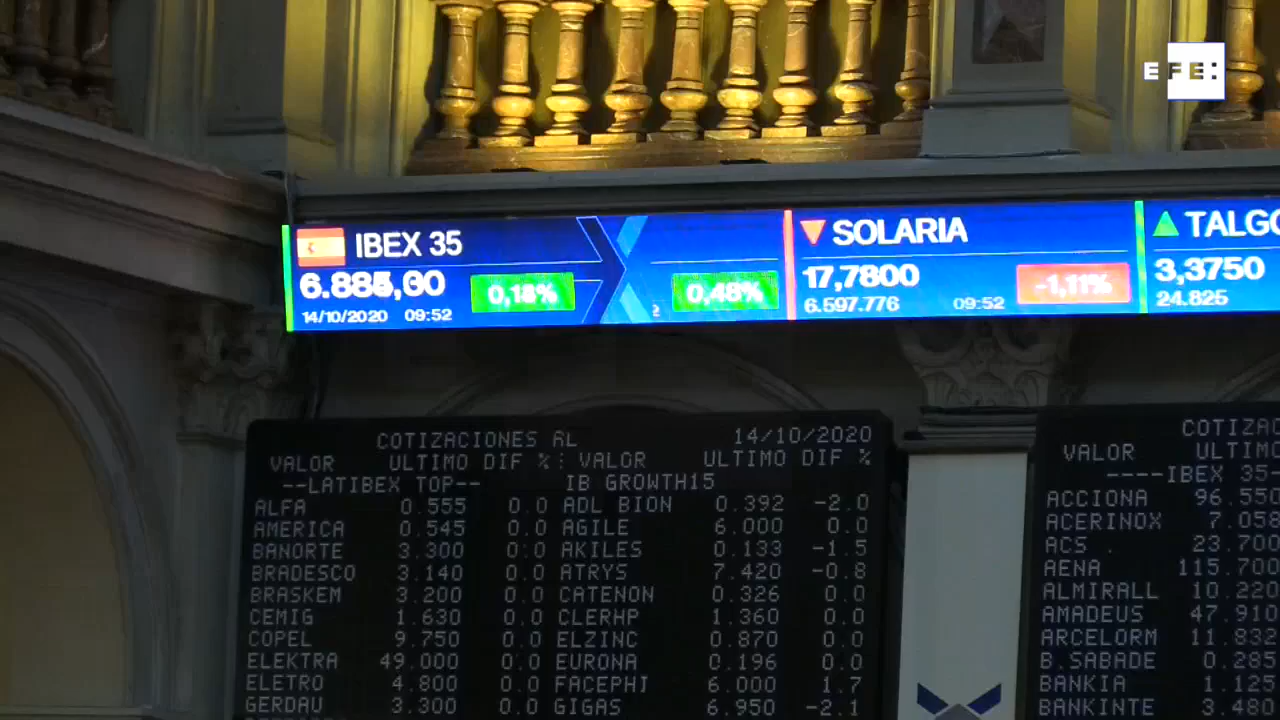 EFE:
IBEX 35
0,48%
14/10/2020 09:52
SOLARIA
17,7800
-1,11%
6.597.776 09:52
TALGO
3,3750
24.825
COTIZACIONES AL 14/10/2020
VALOR ULTIMO DIF %: VALOR ULTIMO DIF %
--LATIBEX TOP-- IB GROWTH15
ALFA 0.555 0.0 ADL BION 0.392 -2.0
AMERICA 0.545 0.0 AGILE 6.000 0.0
BANORTE 3.300 0.0 AKILES 0.133 -1.5
BRADESCO 3.140 0.0 ATRYS 7.420 -0.8
BRASKEM 3.200 0.0 CATENON 0.326 0.0
CEMIG 1.630 0.0 CLERHP 1.360 0.0
COPEL 9.750 0.0 ELZINC 0.870 0.0
ELEKTRA 49.000 0.0 EURONA 0.196 0.0
ELETRO 4.800 0.0 FACEPHI 6.000 1.7
GERDAU 3.300 0.0 GIGAS 6.950 -2.1
COTIZAC
VALOR ULTIMO
----IBEX 35-
ACCIONA 96.550
ACERINOX 7.058
ACS 23.700
AENA 115.700
ALMIRALL 10.220
AMADEUS 47.910
ARCELORM 11.832
B.SABADE 0.285
BANKIA 1.125
BANKINTE 3.480